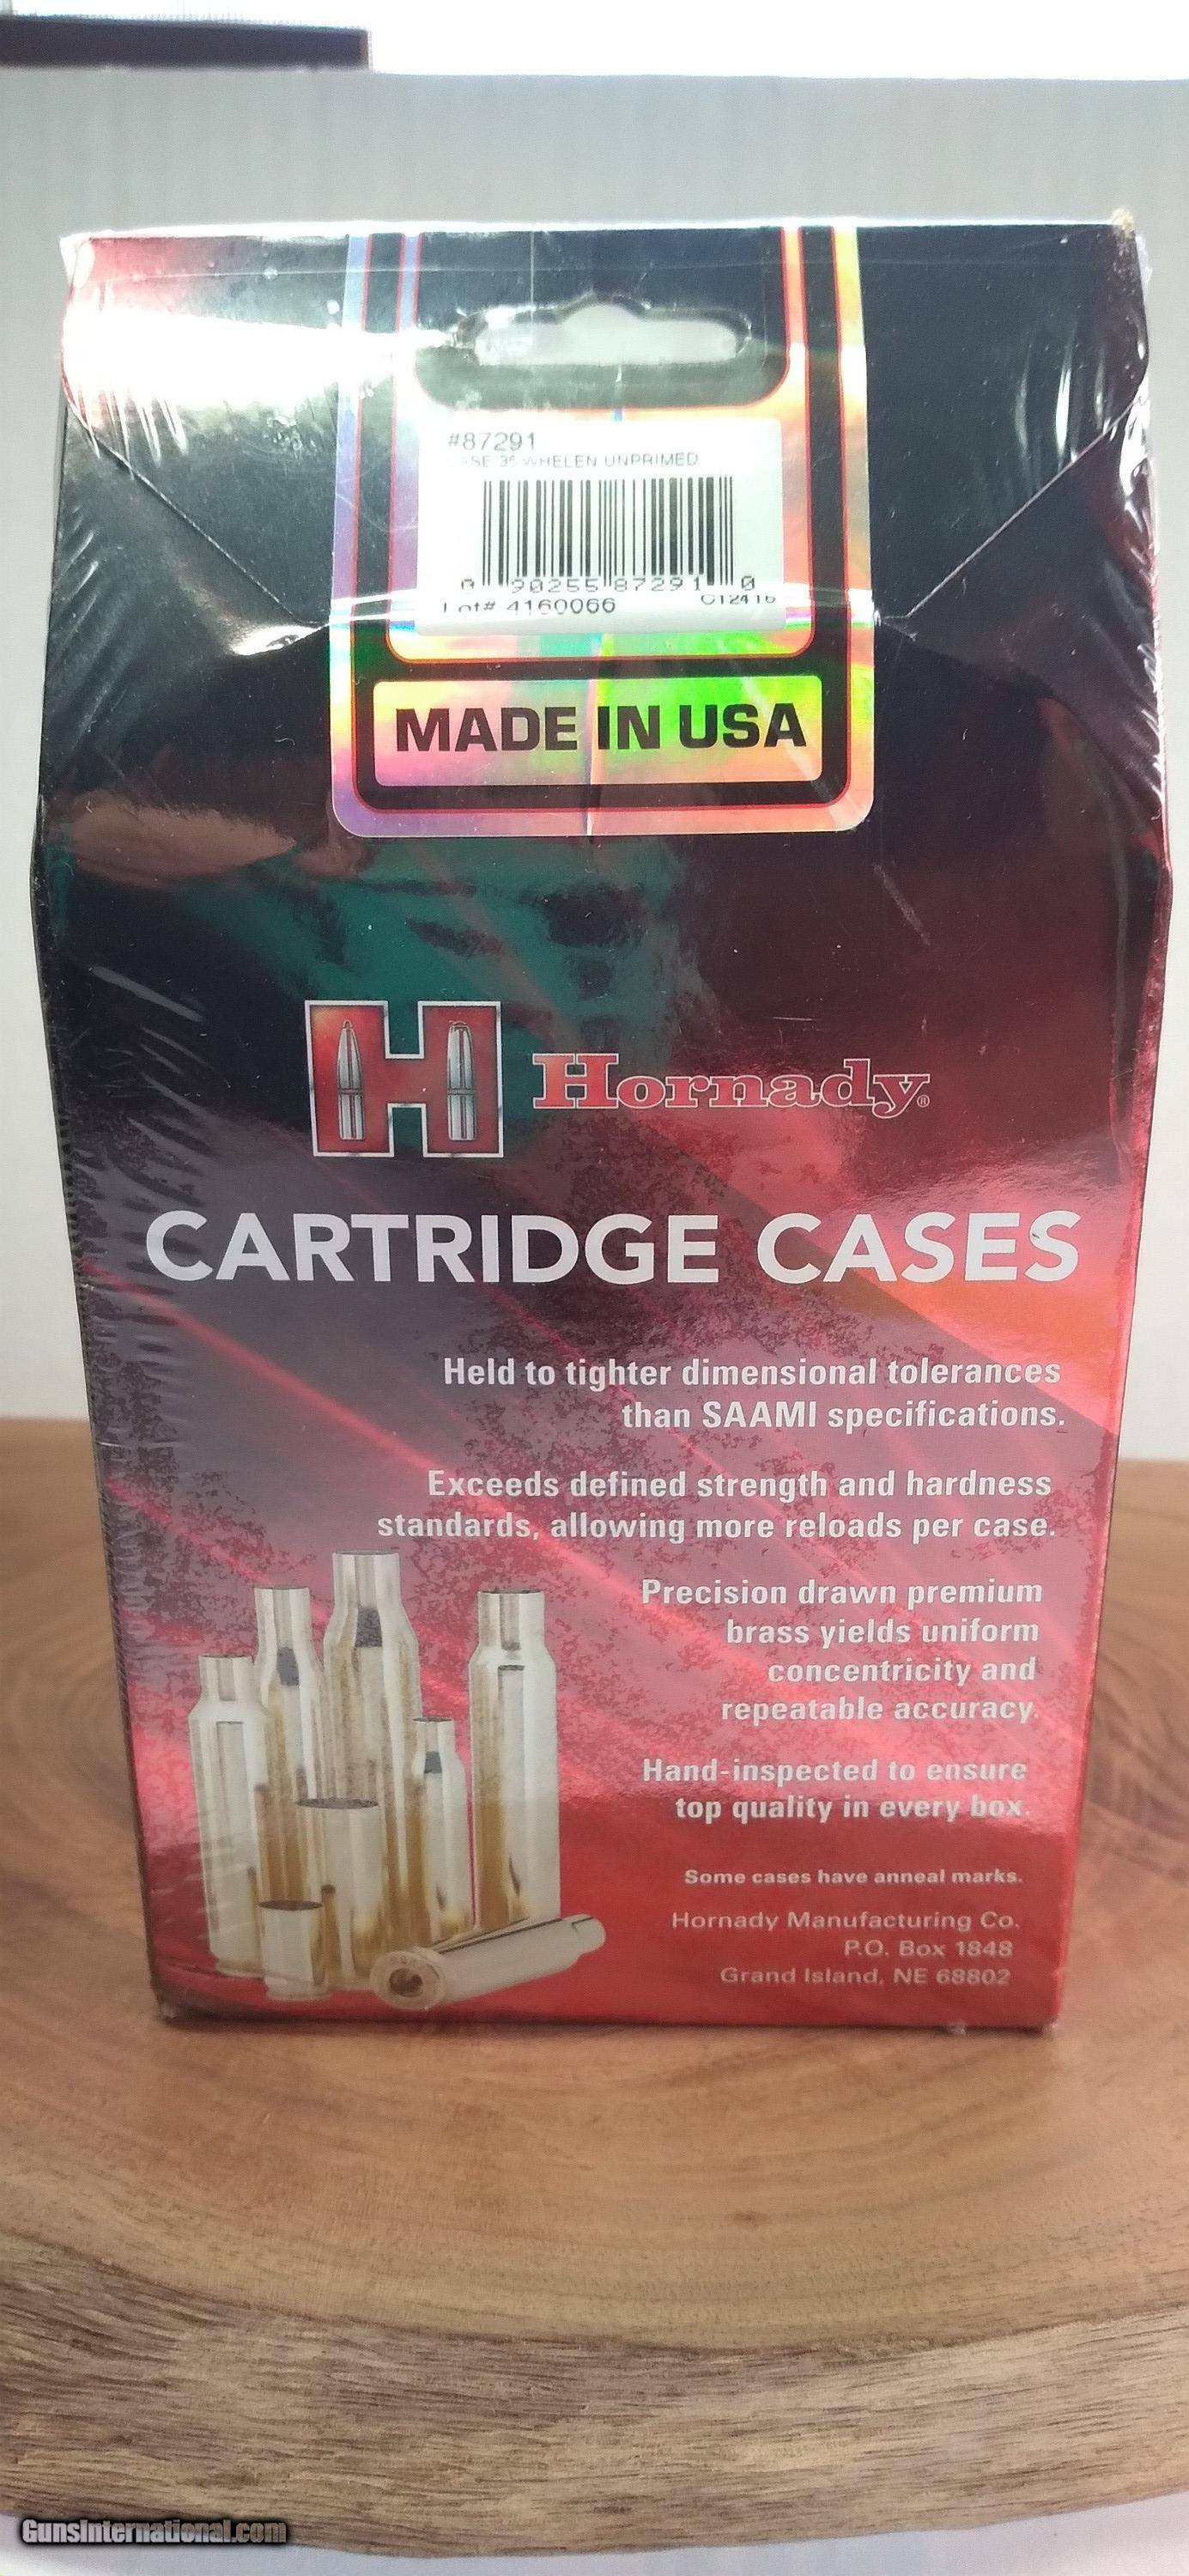 #87291
35 WHELEN UNPRIMED
0 90255 87291 0
Lot# 4160066
C12416
MADE IN USA
H Hornady®
CARTRIDGE CASES
Held to tighter dimensional tolerances
than SAAMI specifications.
Exceeds defined strength and hardness
standards, allowing more reloads per case.
Precision drawn premium
brass yields uniform
concentricity and
repeatable accuracy.
Hand-inspected to ensure
top quality in every box.
Some cases have anneal marks.
Hornady Manufacturing Co.
P.O. Box 1848
Grand Island, NE 68802
GunsInternational.com